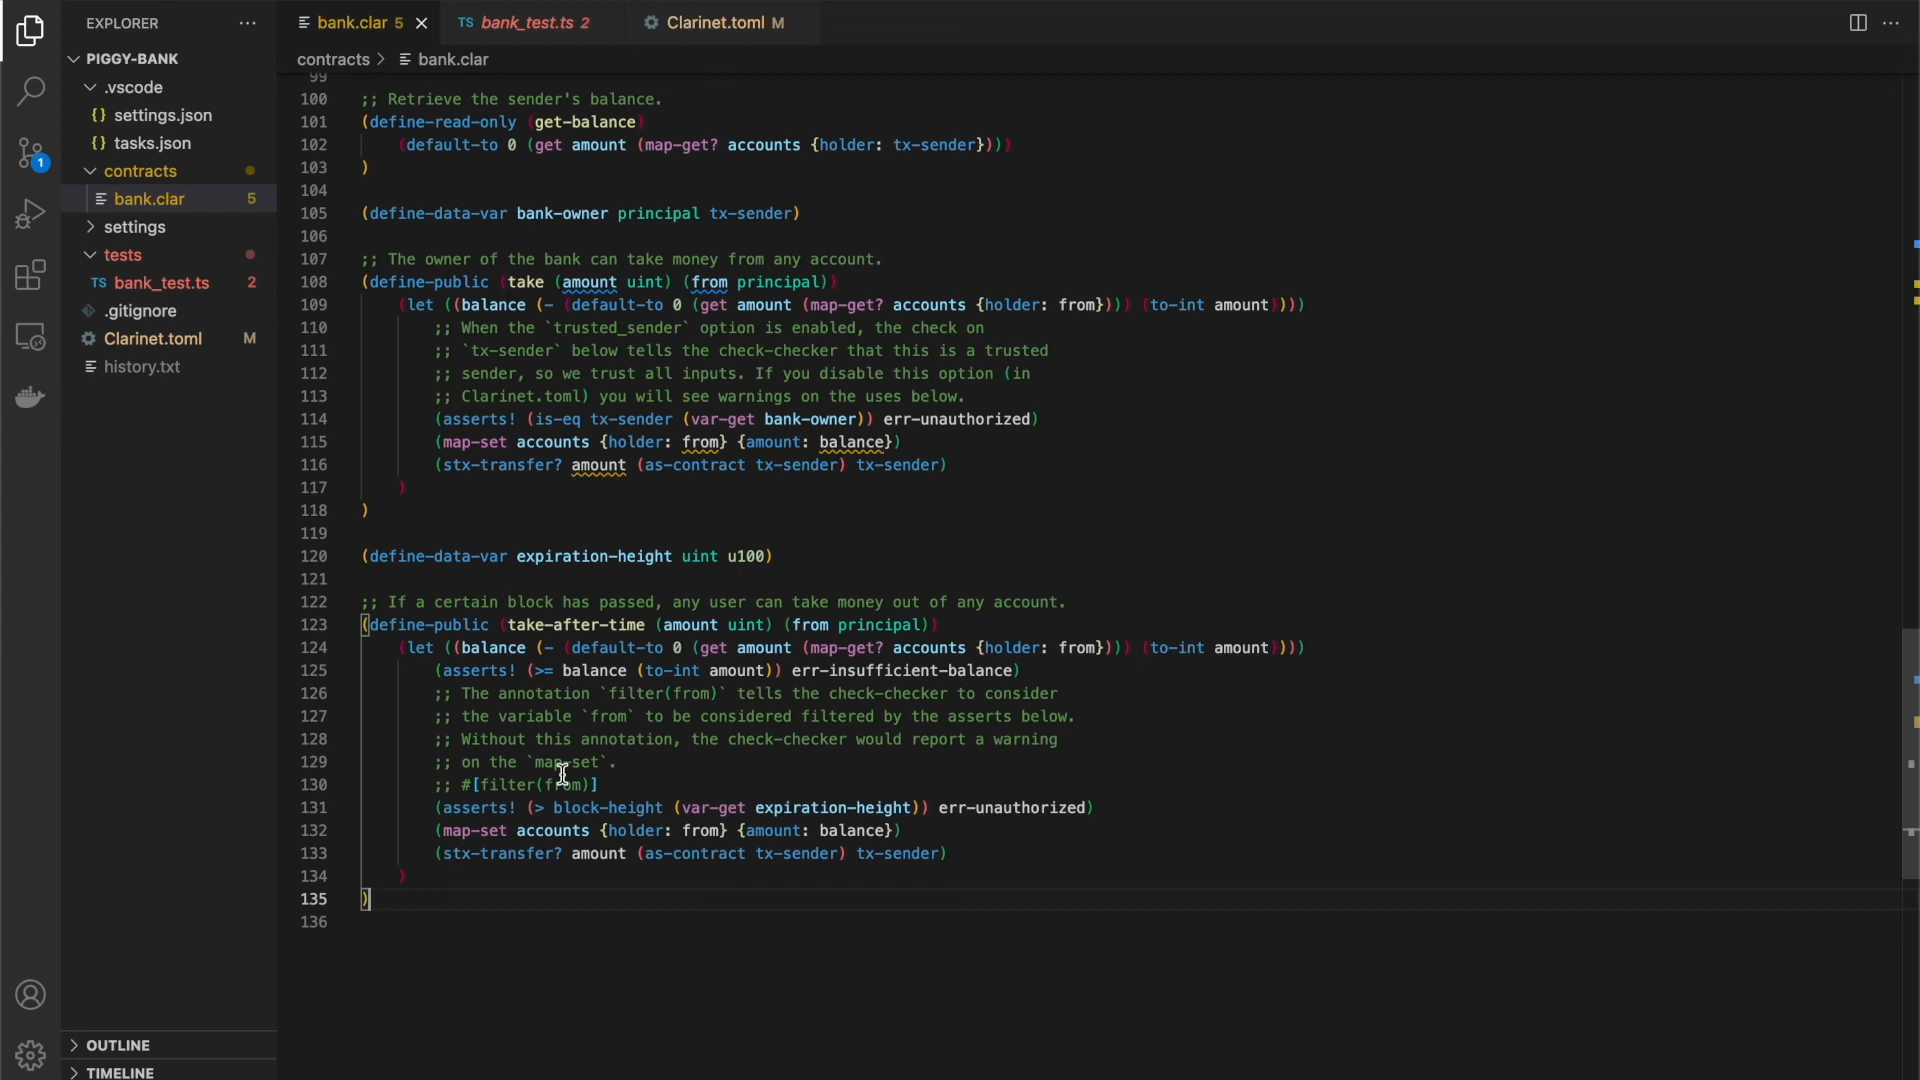 EXPLORER
PIGGY-BANK
.vscode
{} settings.json
{} tasks.json
contracts
bank.clar 5
settings
tests
TS bank_test.ts 2
.gitignore
Clarinet.toml M
history.txt
OUTLINE
TIMELINE
1
bank.clar 5
TS bank_test.ts 2
Clarinet.toml M
contracts > bank.clar
99
100 ;; Retrieve the sender's balance.
101 (define-read-only (get-balance)
102 (default-to 0 (get amount (map-get? accounts {holder: tx-sender})))
103 )
104
105 (define-data-var bank-owner principal tx-sender)
106
107 ;; The owner of the bank can take money from any account.
108 (define-public (take (amount uint) (from principal))
109 (let ((balance (- (default-to 0 (get amount (map-get? accounts {holder: from}))) (to-int amount))))
110 ;; When the `trusted_sender` option is enabled, the check on
111 ;; `tx-sender` below tells the check-checker that this is a trusted
112 ;; sender, so we trust all inputs. If you disable this option (in
113 ;; Clarinet.toml) you will see warnings on the uses below.
114 (asserts! (is-eq tx-sender (var-get bank-owner)) err-unauthorized)
115 (map-set accounts {holder: from} {amount: balance})
116 (stx-transfer? amount (as-contract tx-sender) tx-sender)
117 )
118 )
119
120 (define-data-var expiration-height uint u100)
121
122 ;; If a certain block has passed, any user can take money out of any account.
123 (define-public (take-after-time (amount uint) (from principal))
124 (let ((balance (- (default-to 0 (get amount (map-get? accounts {holder: from}))) (to-int amount))))
125 (asserts! (>= balance (to-int amount)) err-insufficient-balance)
126 ;; The annotation `filter(from)` tells the check-checker to consider
127 ;; the variable `from` to be considered filtered by the asserts below.
128 ;; Without this annotation, the check-checker would report a warning
129 ;; on the `map-set`.
130 ;; #[filter(from)]
131 (asserts! (> block-height (var-get expiration-height)) err-unauthorized)
132 (map-set accounts {holder: from} {amount: balance})
133 (stx-transfer? amount (as-contract tx-sender) tx-sender)
134 )
135 )
136